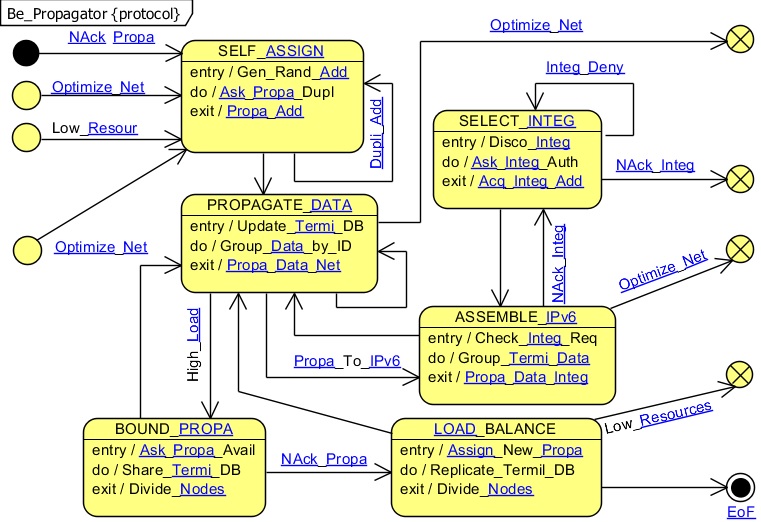 Be_Propagator {protocol}
NAck_Propa
Optimize_Net
Low_Resour
Optimize_Net
SELF_ASSIGN
entry / Gen_Rand_Add
do / Ask_Propa_Dupl
exit / Propa_Add
Dupli_Add
Optimize_Net
Integ_Deny
SELECT_INTEG
entry / Disco_Integ
do / Ask_Integ_Auth
exit / Acq_Integ_Add
NAck_Integ
PROPAGATE_DATA
entry / Update_Termi_DB
do / Group_Data_by_ID
exit / Propa_Data_Net
NAck_Integ
Optimize_Net
High_Load
Propa_To_IPv6
ASSEMBLE_IPv6
entry / Check_Integ_Req
do / Group_Termi_Data
exit / Propa_Data_Integ
Low_Resources
BOUND_PROPA
entry / Ask_Propa_Avail
do / Share_Termi_DB
exit / Divide_Nodes
NAck_Propa
LOAD_BALANCE
entry / Assign_New_Propa
do / Replicate_Termil_DB
exit / Divide_Nodes
EoF